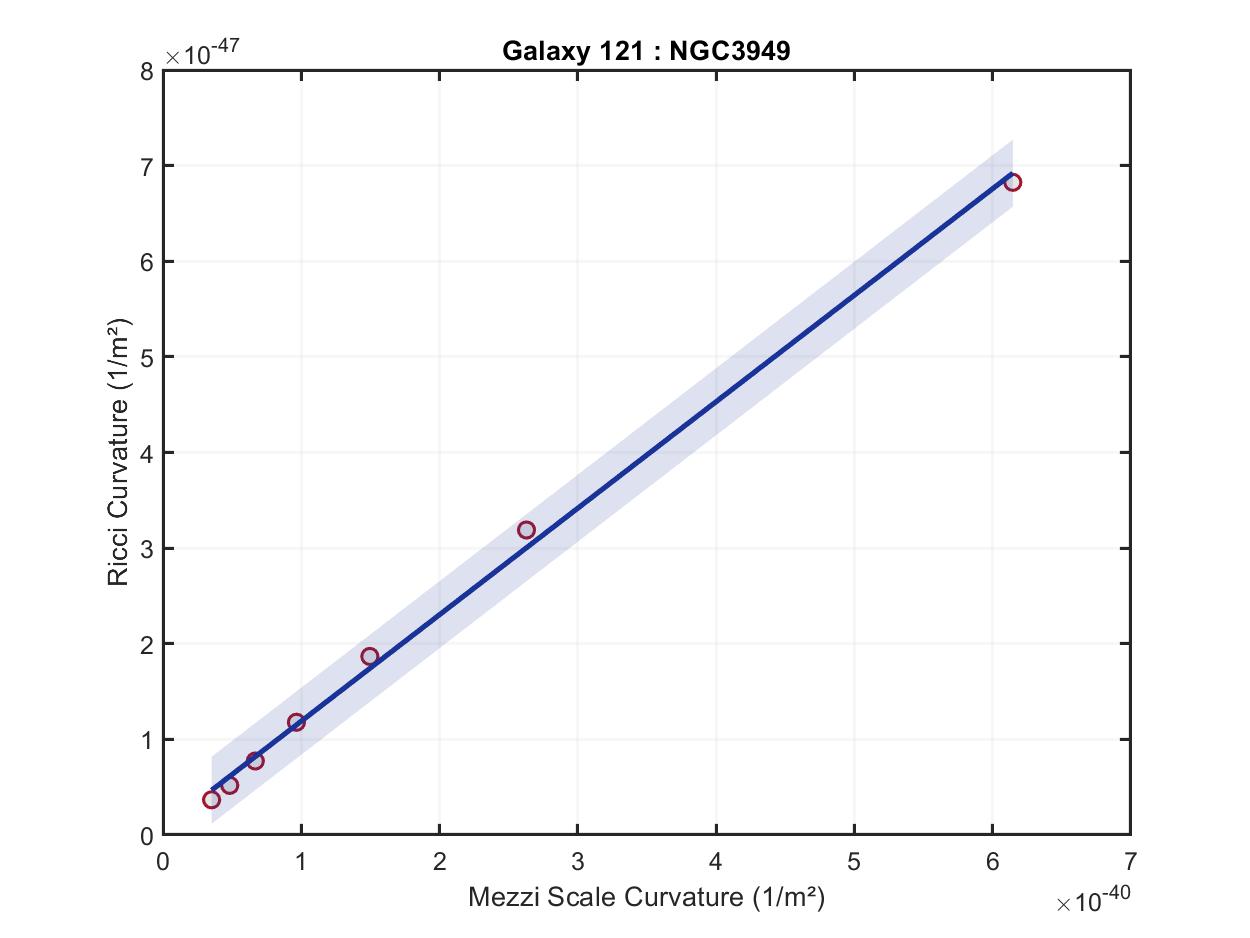 Galaxy 121 : NGC3949
×10-47
8
7
6
5
4
3
2
1
0
Ricci Curvature (1/m²)
0 1 2 3 4 5 6 7
Mezzi Scale Curvature (1/m²)
×10-40